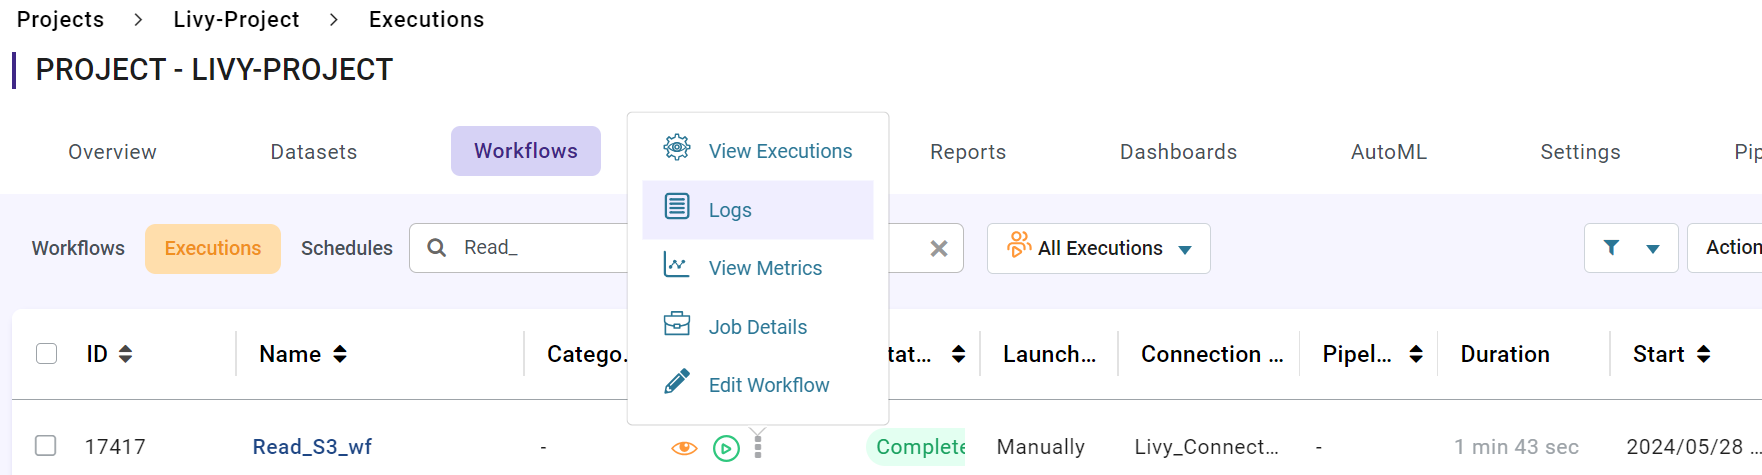 Projects > Livy-Project > Executions
PROJECT - LIVY-PROJECT
Overview Datasets Workflows Reports Dashboards AutoML Settings Pip
View Executions
Logs
View Metrics
Job Details
Edit Workflow
Workflows Executions Schedules Read_ All Executions Action
ID Name Catego... tat... Launch... Connection ... Pipel... Duration Start
17417 Read_S3_wf - Complete Manually Livy_Connect... - 1 min 43 sec 2024/05/28 ...